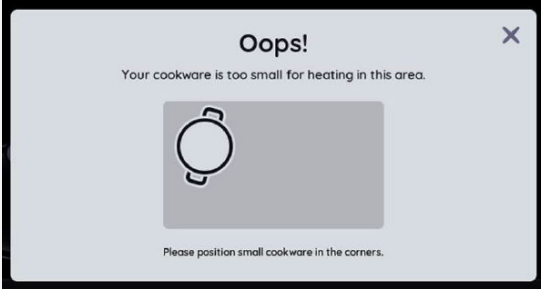 Oops!
Your cookware is too small for heating in this area.
Please position small cookware in the corners.